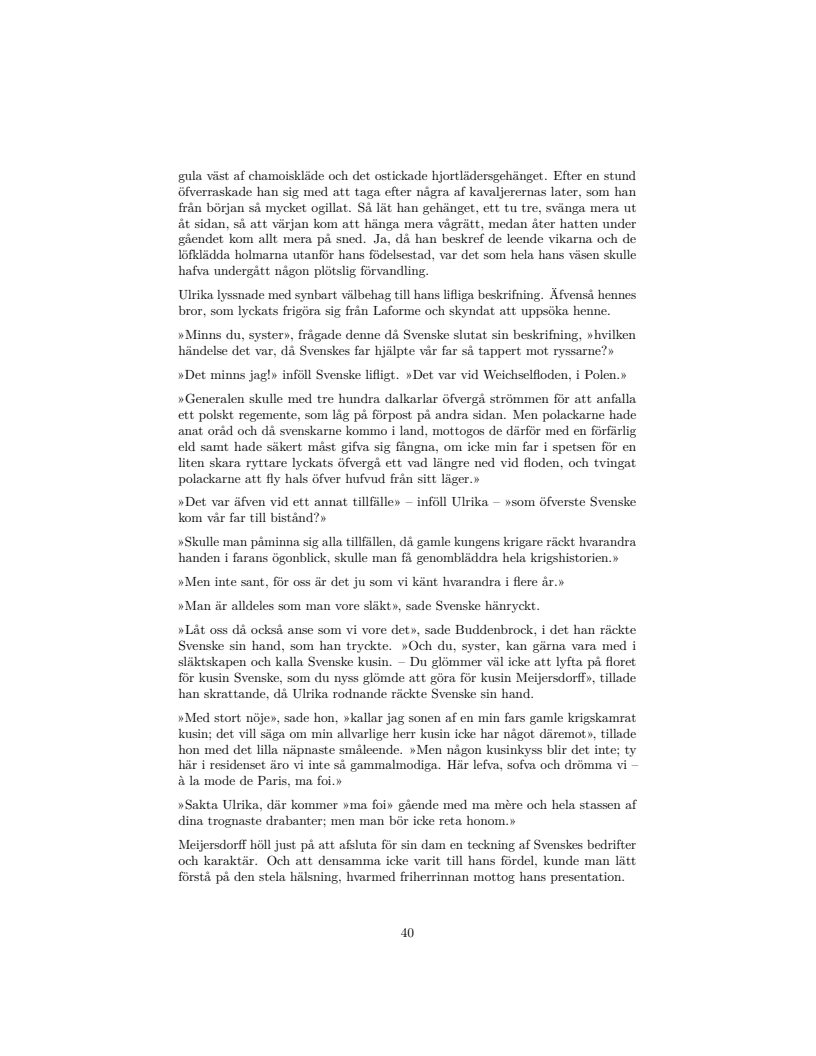 gula väst af chamoiskläde och det ostickade hjortlädersgehänget. Efter en stund
öfverraskade han sig med att taga efter några af kavaljerernas later, som han
från början så mycket ogillat. Så lät han gehänget, ett tu tre, svänga mera ut
åt sidan, så att värjan kom att hänga mera vågrätt, medan åter hatten under
gåendet kom allt mera på sned. Ja, då han beskref de leende vikarna och de
löfklädda holmarna utanför hans födelsestad, var det som hela hans väsen skulle
hafva undergått någon plötslig förvandling.
Ulrika lyssnade med synbart välbehag till hans lifliga beskrifning. Äfvenså hennes
bror, som lyckats frigöra sig från Laforme och skyndat att uppsöka henne.
»Minns du, syster», frågade denne då Svenske slutat sin beskrifning, »hvilken
händelse det var, då Svenskes far hjälpte vår far så tappert mot ryssarne?»
»Det minns jag!» inföll Svenske lifligt. »Det var vid Weichselfloden, i Polen.»
»Generalen skulle med tre hundra dalkarlar öfvergå strömmen för att anfalla
ett polskt regemente, som låg på förpost på andra sidan. Men polackarne hade
anat oråd och då svenskarne kommo i land, mottogos de därför med en förfärlig
eld samt hade säkert måst gifva sig fångna, om icke min far i spetsen för en
liten skara ryttare lyckats öfvergå ett vad längre ned vid floden, och tvingat
polackarne att fly hals öfver hufvud från sitt läger.»
»Det var äfven vid ett annat tillfälle» – inföll Ulrika – »som öfverste Svenske
kom vår far till bistånd?»
»Skulle man påminna sig alla tillfällen, då gamle kungens krigare räckt hvarandra
handen i farans ögonblick, skulle man få genombläddra hela krigshistorien.»
»Men inte sant, för oss är det ju som vi känt hvarandra i flere år.»
»Man är alldeles som man vore släkt», sade Svenske hänryckt.
»Låt oss då också anse som vi vore det», sade Buddenbrock, i det han räckte
Svenske sin hand, som han tryckte. »Och du, syster, kan gärna vara med i
släktskapen och kalla Svenske kusin. – Du glömmer väl icke att lyfta på floret
för kusin Svenske, som du nyss glömde att göra för kusin Meijersdorff», tillade
han skrattande, då Ulrika rodnande räckte Svenske sin hand.
»Med stort nöje», sade hon, »kallar jag sonen af en min fars gamle krigskamrat
kusin; det vill säga om min allvarlige herr kusin icke har något däremot», tillade
hon med det lilla näpnaste småleende. »Men någon kusinkyss blir det inte; ty
här i residenset äro vi inte så gammalmodiga. Här lefva, sofva och drömma vi –
à la mode de Paris, ma foi.»
»Sakta Ulrika, där kommer »ma foi» gående med ma mère och hela stassen af
dina trognaste drabanter; men man bör icke reta honom.»
Meijersdorff höll just på att afsluta för sin dam en teckning af Svenskes bedrifter
och karaktär. Och att densamma icke varit till hans fördel, kunde man lätt
förstå på den stela hälsning, hvarmed friherrinnan mottog hans presentation.
40